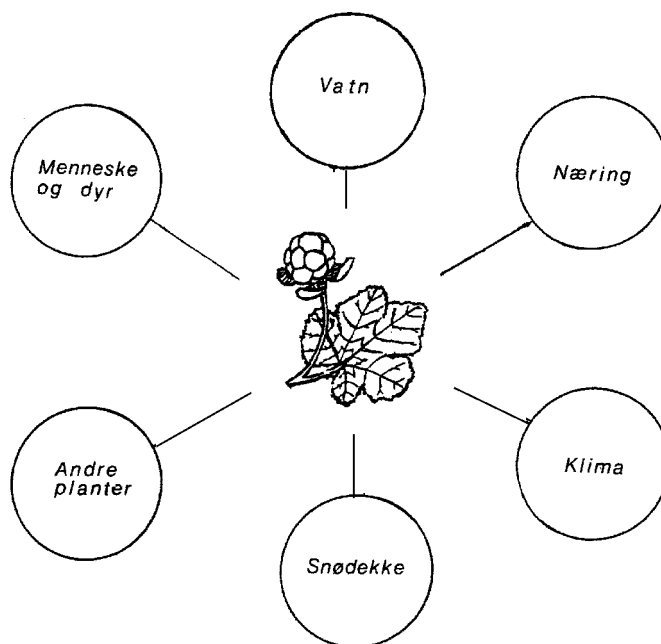 Vatn
Menneske
og dyr
Næring
Andre
planter
Klima
Snødekke